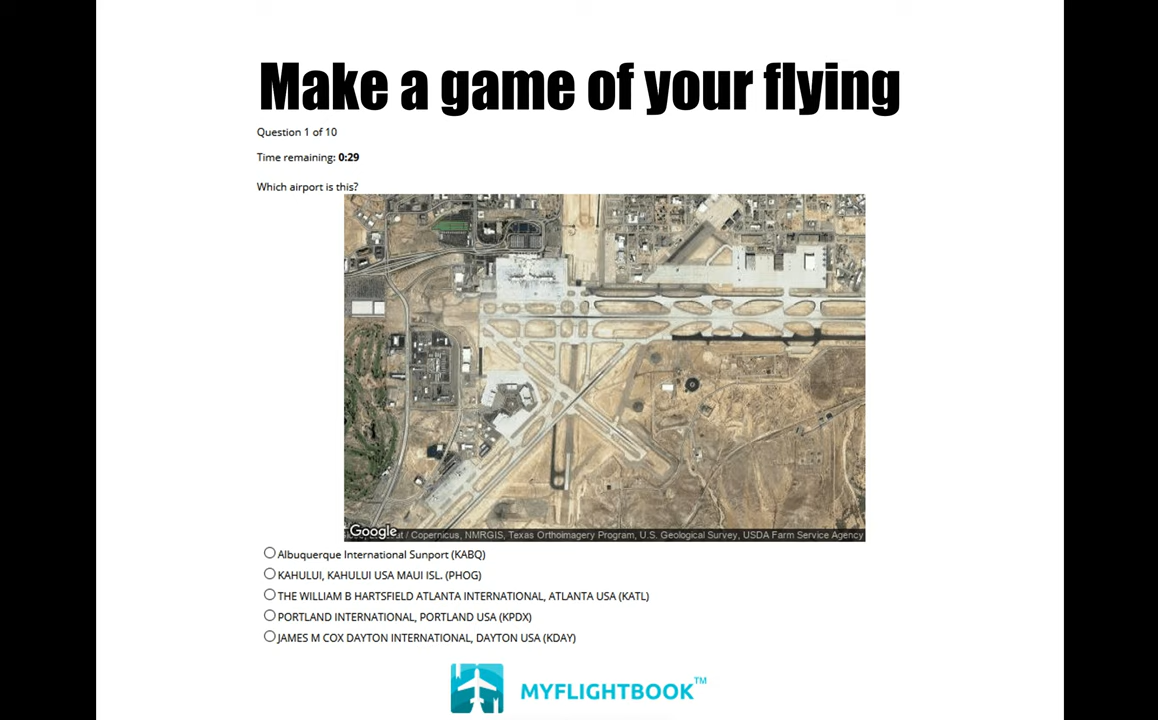 Make a game of your flying
Question 1 of 10
Time remaining: 0:29
Which airport is this?
Google
/ Copernicus, NMRGIS, Texas Orthoimagery Program, U.S. Geological Survey, USDA Farm Service Agency
Albuquerque International Sunport (KABQ)
KAHULUI, KAHULUI USA MAUI ISL. (PHOG)
THE WILLIAM B HARTSFIELD ATLANTA INTERNATIONAL, ATLANTA USA (KATL)
PORTLAND INTERNATIONAL, PORTLAND USA (KPDX)
JAMES M COX DAYTON INTERNATIONAL, DAYTON USA (KDAY)
MYFLIGHTBOOK™